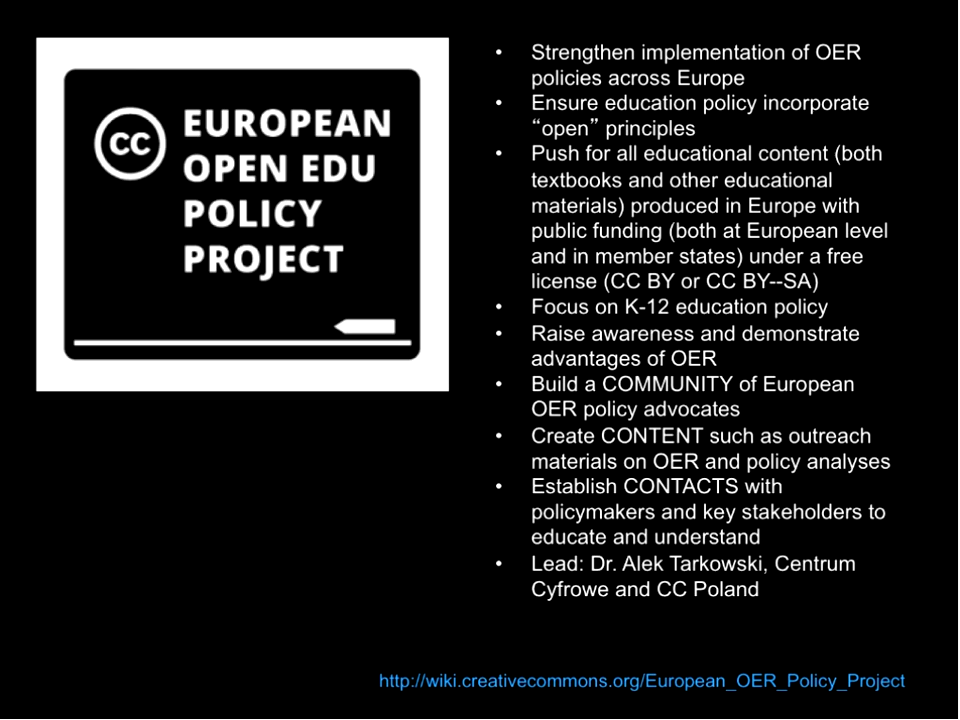 CC
EUROPEAN
OPEN EDU
POLICY
PROJECT
• Strengthen implementation of OER
policies across Europe
• Ensure education policy incorporate
“open” principles
• Push for all educational content (both
textbooks and other educational
materials) produced in Europe with
public funding (both at European level
and in member states) under a free
license (CC BY or CC BY--SA)
• Focus on K-12 education policy
• Raise awareness and demonstrate
advantages of OER
• Build a COMMUNITY of European
OER policy advocates
• Create CONTENT such as outreach
materials on OER and policy analyses
• Establish CONTACTS with
policymakers and key stakeholders to
educate and understand
• Lead: Dr. Alek Tarkowski, Centrum
Cyfrowe and CC Poland
http://wiki.creativecommons.org/European_OER_Policy_Project